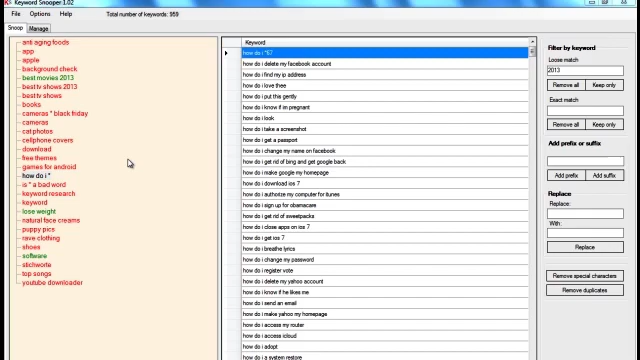 Keyword Snooper 1.02
File Options Help Total number of keywords: 959
Snoop Manage
anti aging foods
app
apple
background check
best movies 2013
best tv shows 2013
best tv shows
books
cameras * black friday
cameras
cat photos
cellphone covers
download
free themes
games for android
how do i *
is * a bad word
keyword research
keyword
lose weight
natural face creams
puppy pics
rave clothing
shoes
software
stichworte
top songs
youtube downloader
Keyword
how do i *67
how do i delete my facebook account
how do i find my ip address
how do i love thee
how do i put this gently
how do i know if im pregnant
how do i look
how do i take a screenshot
how do i get a passport
how do i change my name on facebook
how do i get rid of bing and get google back
how do i make google my homepage
how do i download ios 7
how do i authorize my computer for itunes
how do i sign up for obamacare
how do i get rid of sweetpacks
how do i close apps on ios 7
how do i get ios 7
how do i breathe lyrics
how do i change my password
how do i register vote
how do i delete my yahoo account
how do i know if he likes me
how do i send an email
how do i make yahoo my homepage
how do i access my router
how do i access icloud
how do i adopt
how do a system restore
Filter by keyword
Loose match
2013
Remove all Keep only
Exact match
Remove all Keep only
Add prefix or suffix
Add prefix Add suffix
Replace
Replace:
With:
Replace
Remove special characters
Remove duplicates